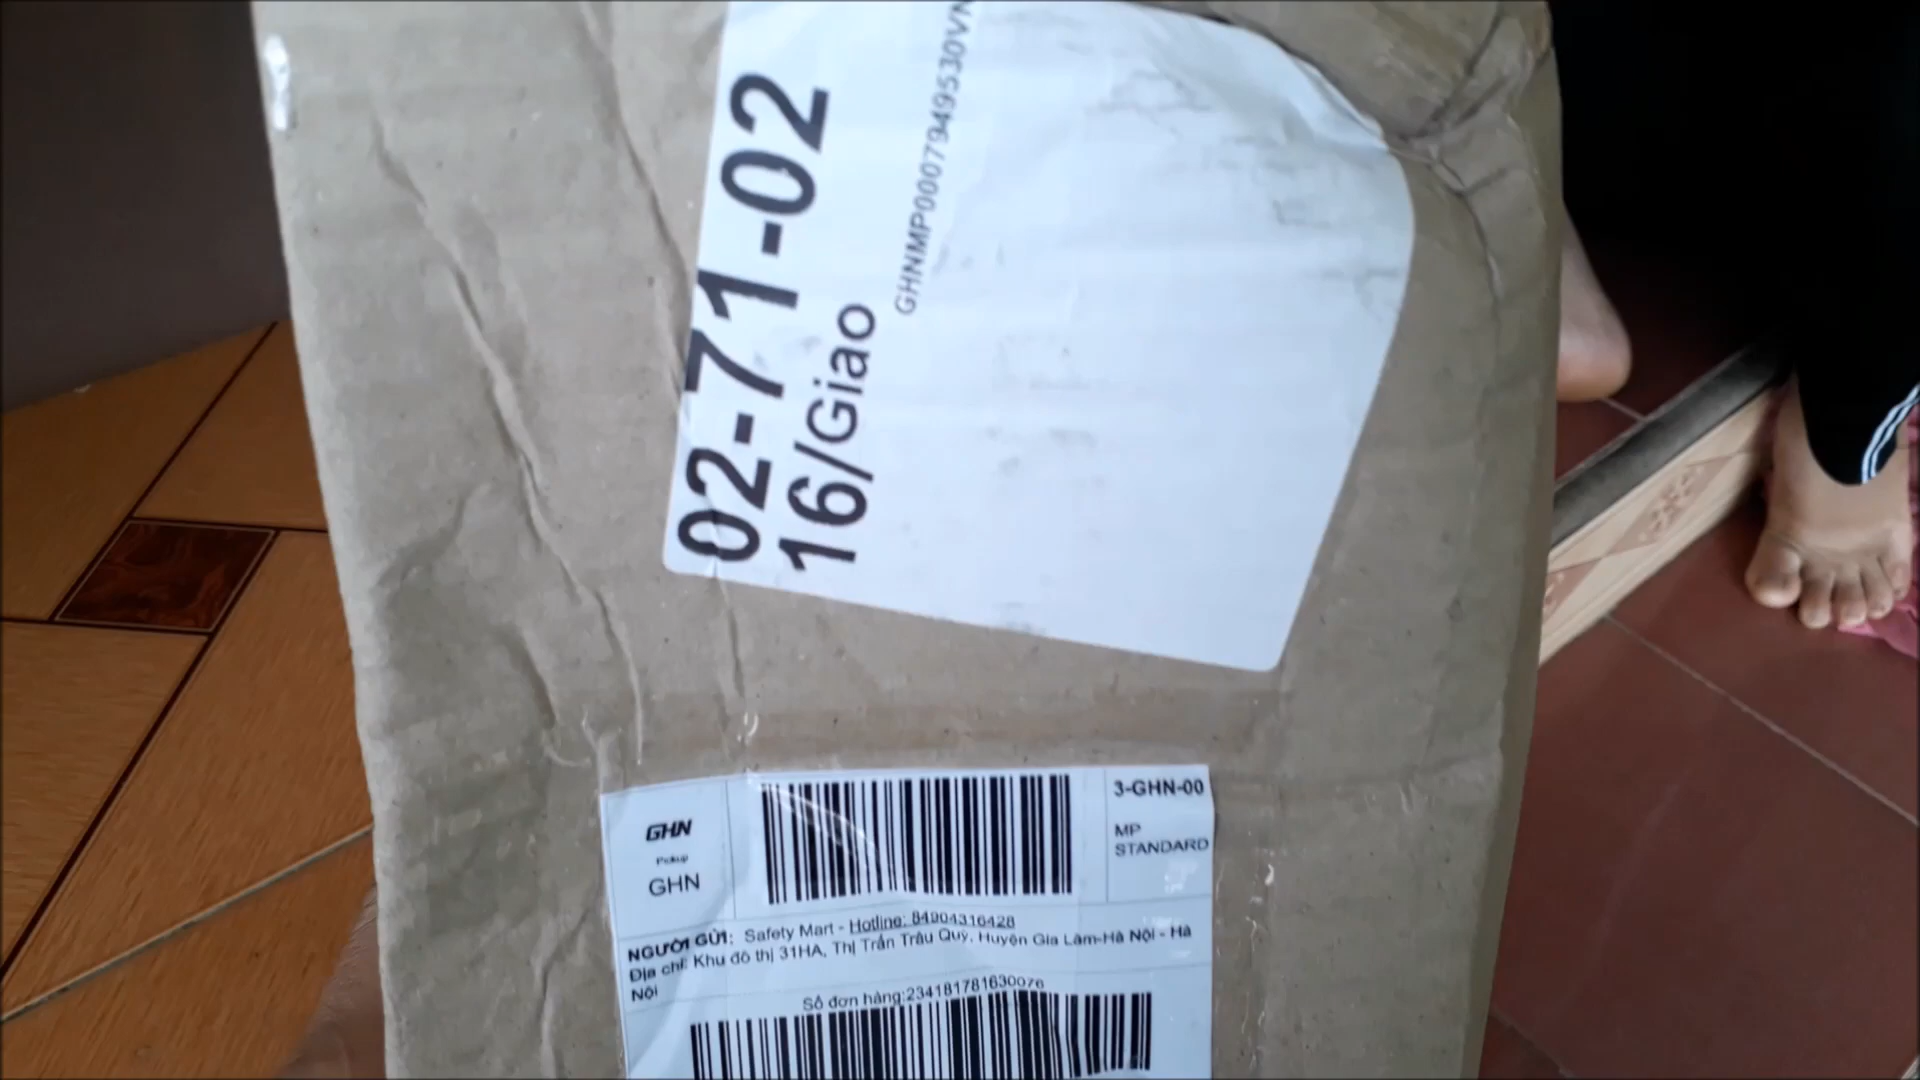 02-71-02
16/Giao
GHNMP00079496530VN
GHN
Pickup
GHN
3-GHN-00
MP
STANDARD
NGƯỜI GỬI: Safety Mart - Hotline: 84904316428
Địa chỉ: Khu đô thị 31HA, Thị Trấn Trâu Quỳ, Huyện Gia Lâm-Hà Nội - Hà
Nội
Số đơn hàng:234181781630076